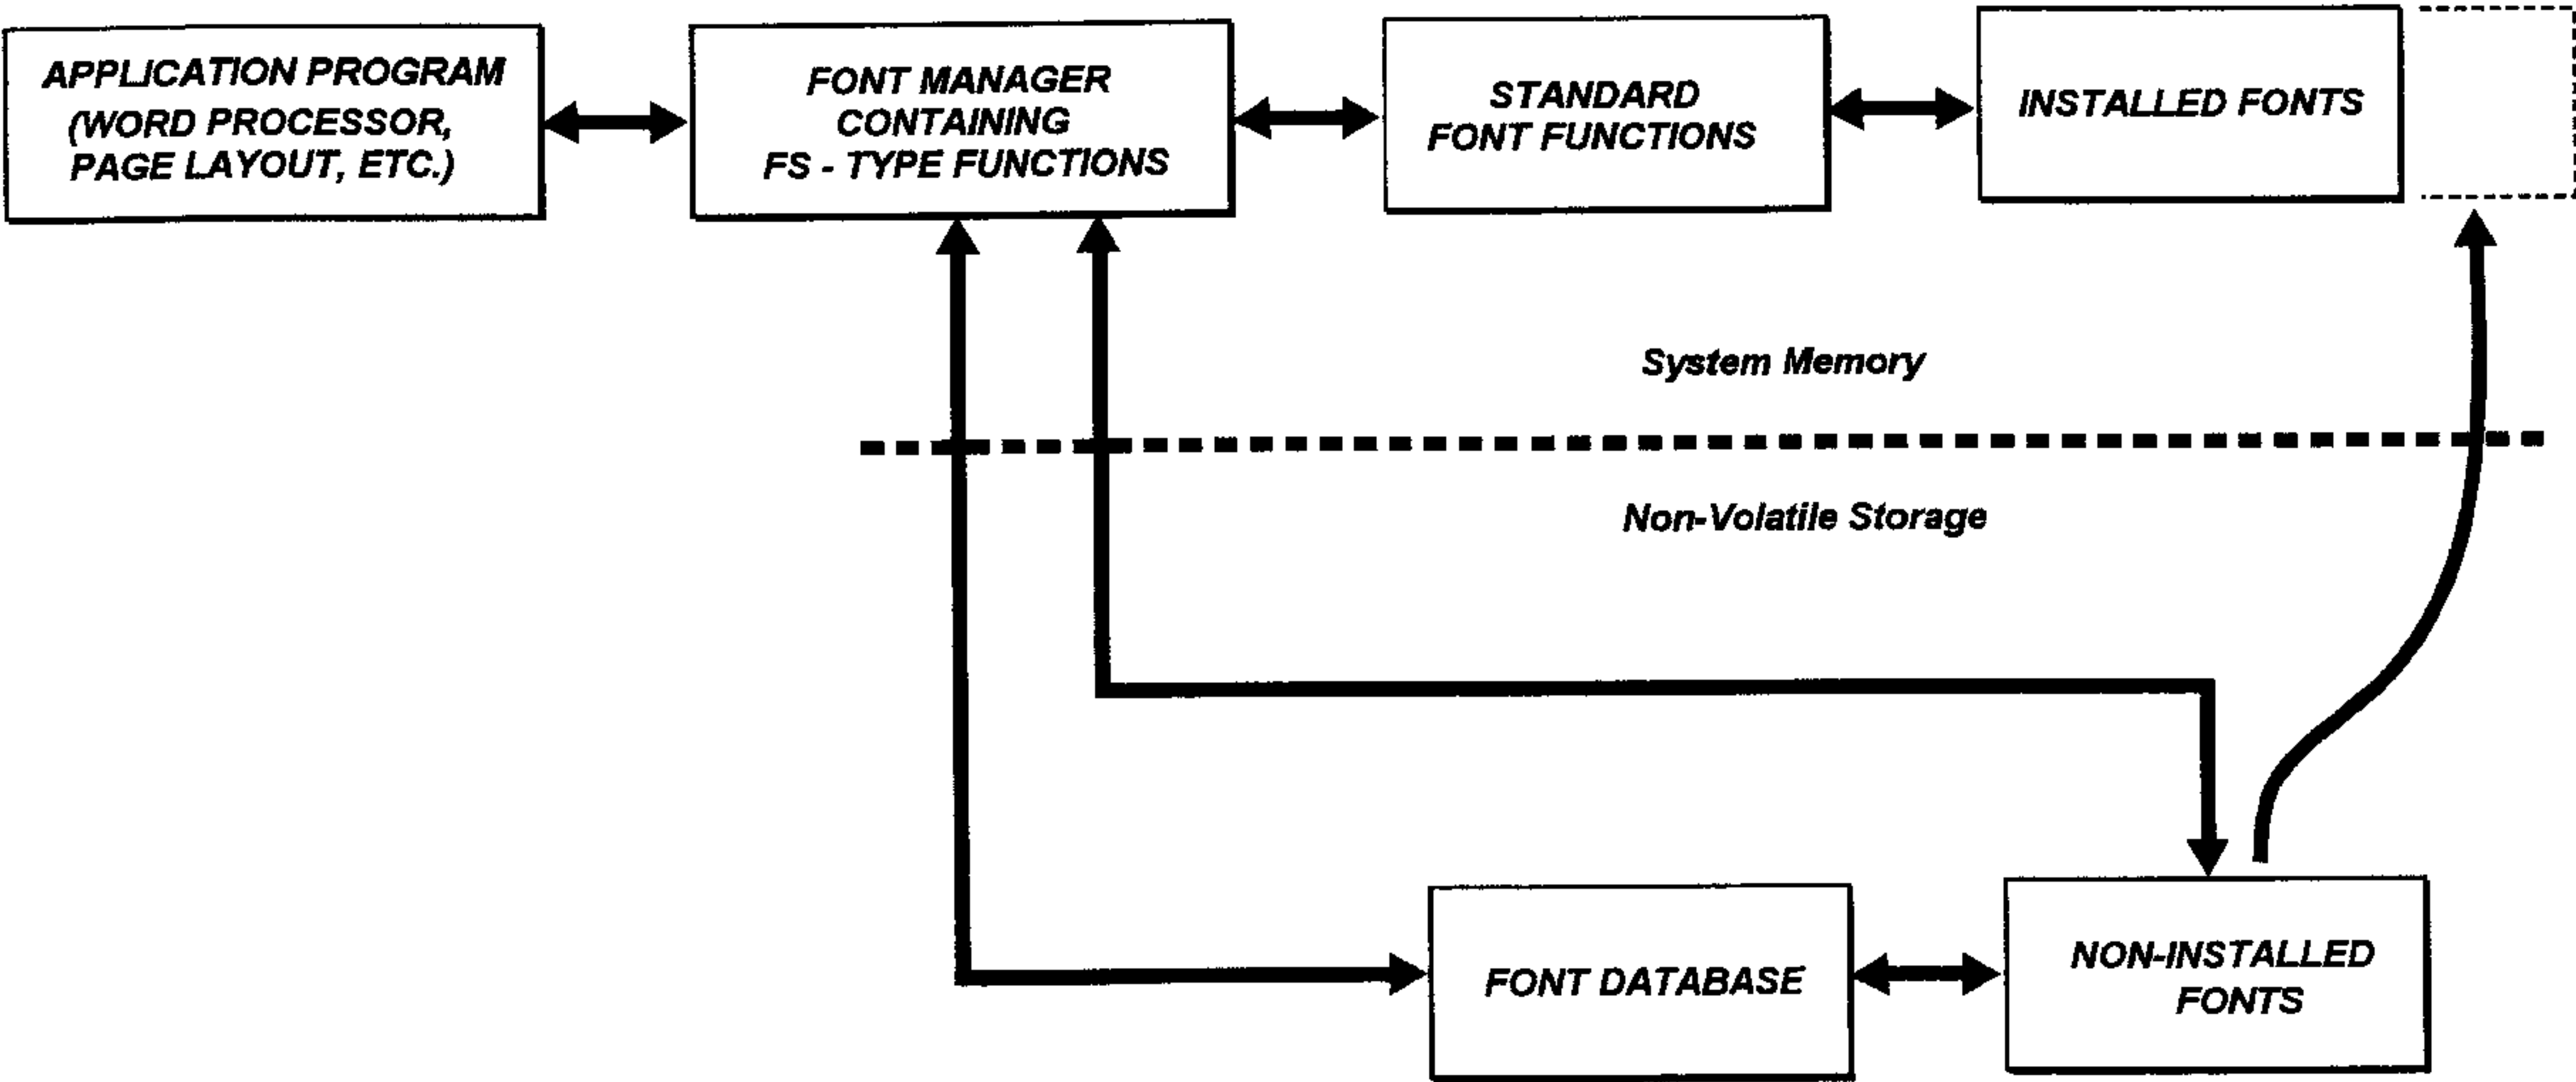 APPLICATION PROGRAM
(WORD PROCESSOR,
PAGE LAYOUT, ETC.)
FONT MANAGER
CONTAINING
FS - TYPE FUNCTIONS
STANDARD
FONT FUNCTIONS
INSTALLED FONTS
System Memory
Non-Volatile Storage
FONT DATABASE
NON-INSTALLED
FONTS